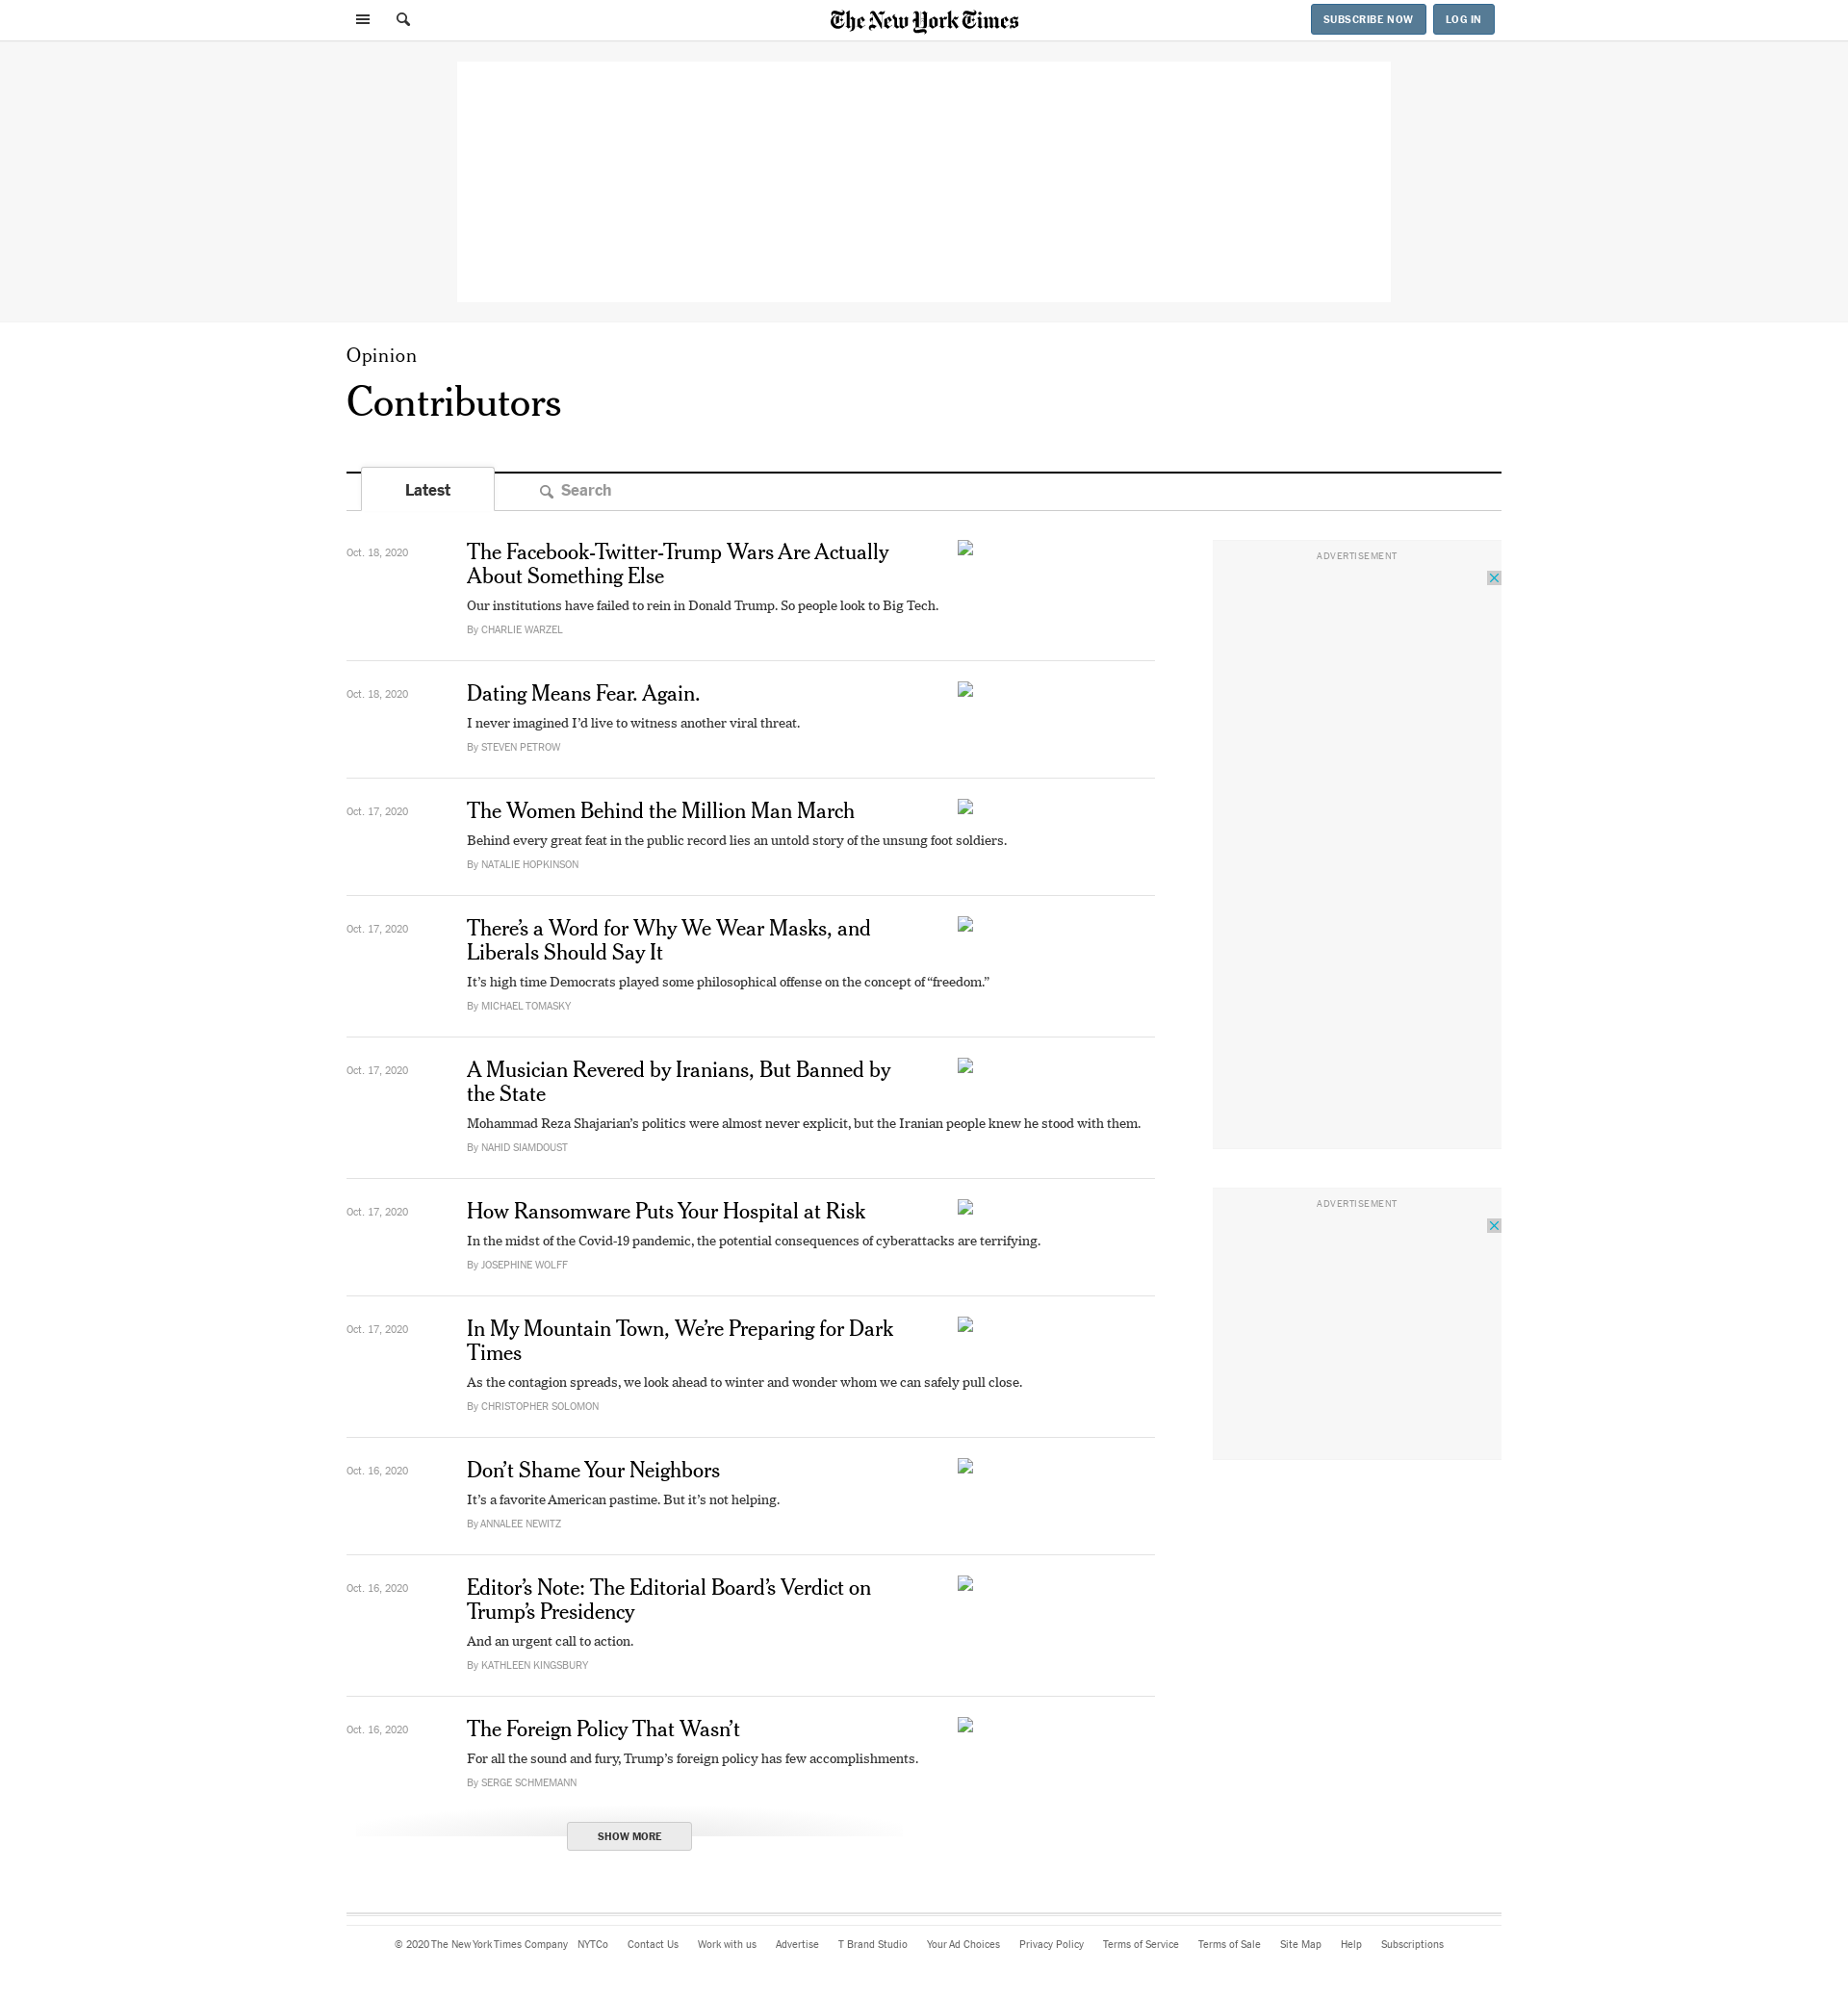 The New York Times
SUBSCRIBE NOW
LOG IN
Opinion
Contributors
Latest
Search
Oct. 18, 2020
The Facebook-Twitter-Trump Wars Are Actually
About Something Else
Our institutions have failed to rein in Donald Trump. So people look to Big Tech.
By CHARLIE WARZEL
Oct. 18, 2020
Dating Means Fear. Again.
I never imagined I’d live to witness another viral threat.
By STEVEN PETROW
Oct. 17, 2020
The Women Behind the Million Man March
Behind every great feat in the public record lies an untold story of the unsung foot soldiers.
By NATALIE HOPKINSON
Oct. 17, 2020
There’s a Word for Why We Wear Masks, and
Liberals Should Say It
It’s high time Democrats played some philosophical offense on the concept of “freedom.”
By MICHAEL TOMASKY
Oct. 17, 2020
A Musician Revered by Iranians, But Banned by
the State
Mohammad Reza Shajarian’s politics were almost never explicit, but the Iranian people knew he stood with them.
By NAHID SIAMDOUST
Oct. 17, 2020
How Ransomware Puts Your Hospital at Risk
In the midst of the Covid-19 pandemic, the potential consequences of cyberattacks are terrifying.
By JOSEPHINE WOLFF
Oct. 17, 2020
In My Mountain Town, We’re Preparing for Dark
Times
As the contagion spreads, we look ahead to winter and wonder whom we can safely pull close.
By CHRISTOPHER SOLOMON
Oct. 16, 2020
Don’t Shame Your Neighbors
It’s a favorite American pastime. But it’s not helping.
By ANNALEE NEWITZ
Oct. 16, 2020
Editor’s Note: The Editorial Board’s Verdict on
Trump’s Presidency
And an urgent call to action.
By KATHLEEN KINGSBURY
Oct. 16, 2020
The Foreign Policy That Wasn’t
For all the sound and fury, Trump’s foreign policy has few accomplishments.
By SERGE SCHMEMANN
SHOW MORE
ADVERTISEMENT
ADVERTISEMENT
© 2020 The New York Times Company NYTCo Contact Us Work with us Advertise T Brand Studio Your Ad Choices Privacy Policy Terms of Service Terms of Sale Site Map Help Subscriptions